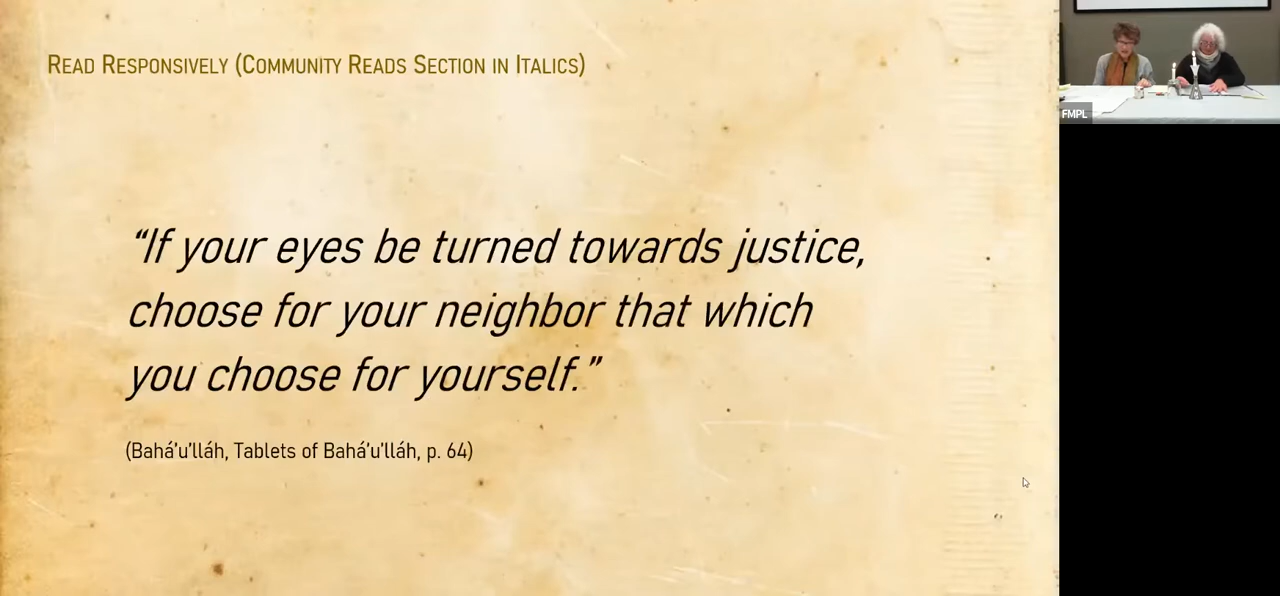 READ RESPONSIVELY (COMMUNITY READS SECTION IN ITALICS)
“If your eyes be turned towards justice,
choose for your neighbor that which
you choose for yourself.”
(Bahá’u’lláh, Tablets of Bahá’u’lláh, p. 64)
FMPL